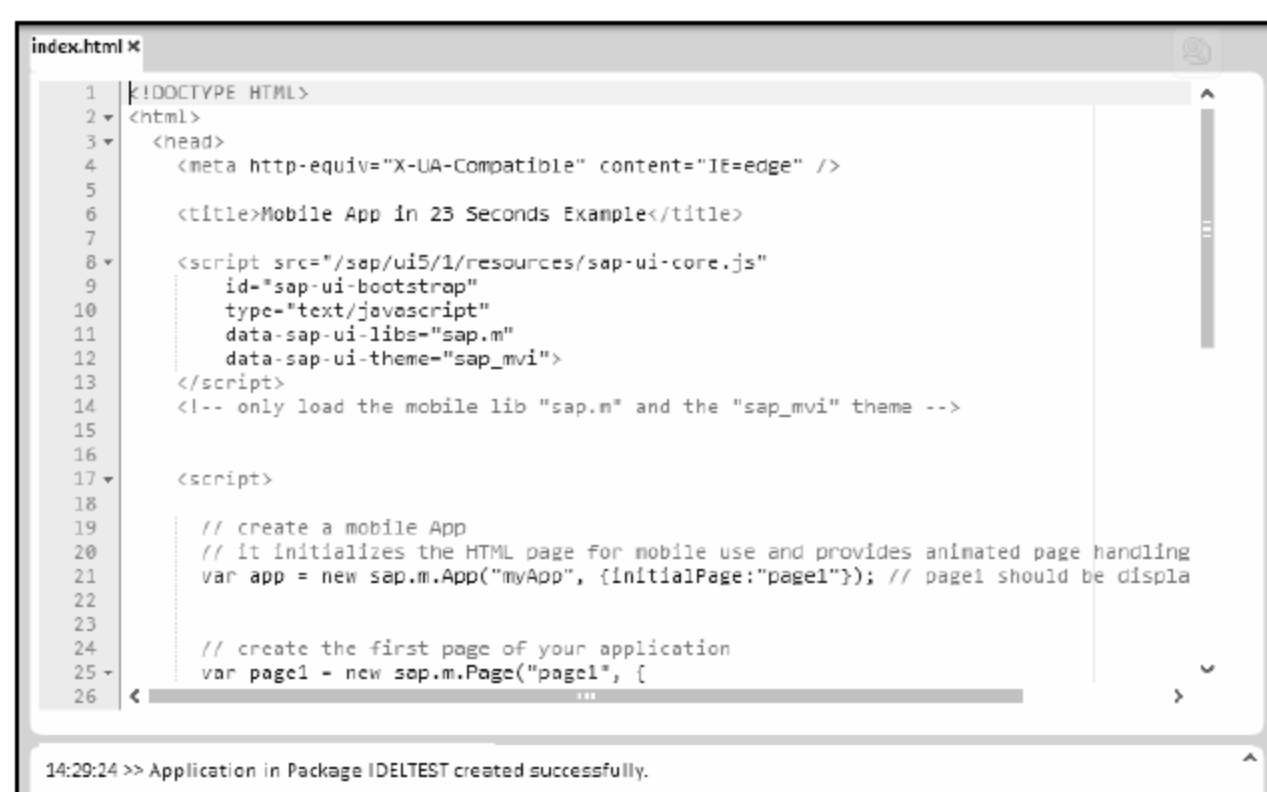 index.html ×
1 <!DOCTYPE HTML>
2 <html>
3 <head>
4 <meta http-equiv="X-UA-Compatible" content="IE=edge" />
5
6 <title>Mobile App in 23 Seconds Example</title>
7
8 <script src="/sap/ui5/1/resources/sap-ui-core.js"
9 id="sap-ui-bootstrap"
10 type="text/javascript"
11 data-sap-ui-libs="sap.m"
12 data-sap-ui-theme="sap_mvi">
13 </script>
14 <!-- only load the mobile lib "sap.m" and the "sap_mvi" theme -->
15
16
17 <script>
18
19 // create a mobile App
20 // it initializes the HTML page for mobile use and provides animated page handling
21 var app = new sap.m.App("myApp", {initialPage:"page1"}); // page1 should be displa
22
23
24 // create the first page of your application
25 var page1 = new sap.m.Page("page1", {
26
14:29:24 >> Application in Package IDELTEST created successfully.